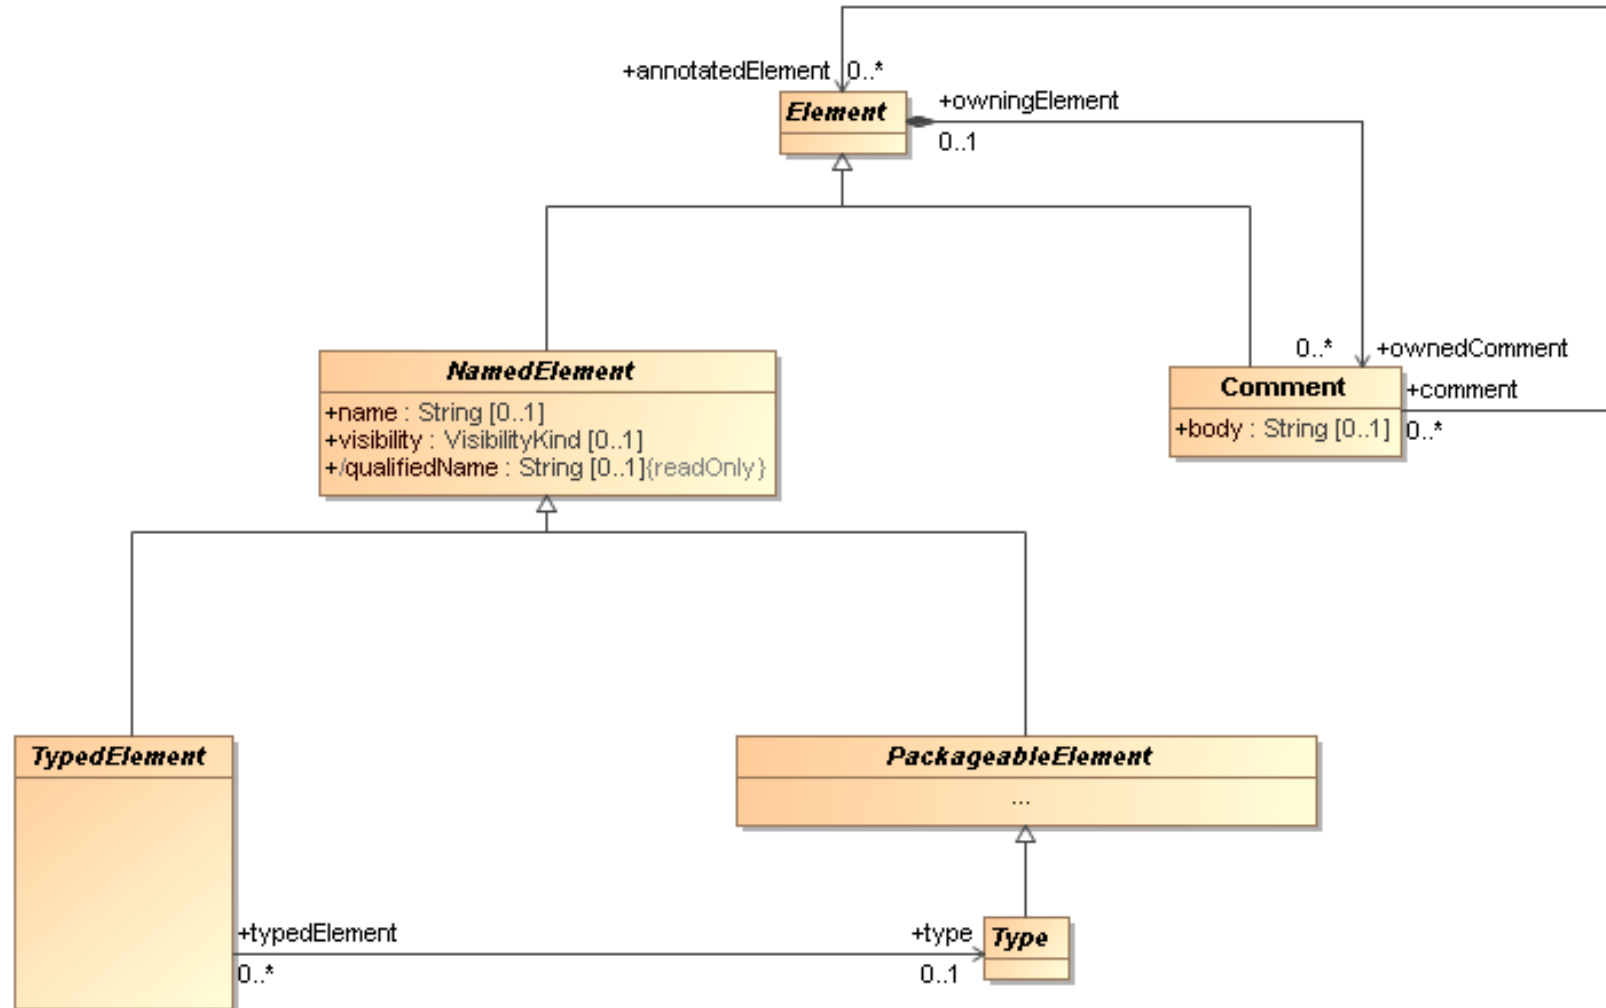 +annotatedElement 0..*
Element
+owningElement
0..1
NamedElement
+name : String [0..1]
+visibility : VisibilityKind [0..1]
+/qualifiedName : String [0..1]{readOnly}
0..* +ownedComment
Comment
+body : String [0..1]
+comment
0..*
TypedElement
PackageableElement
...
+typedElement
0..*
+type
0..1
Type